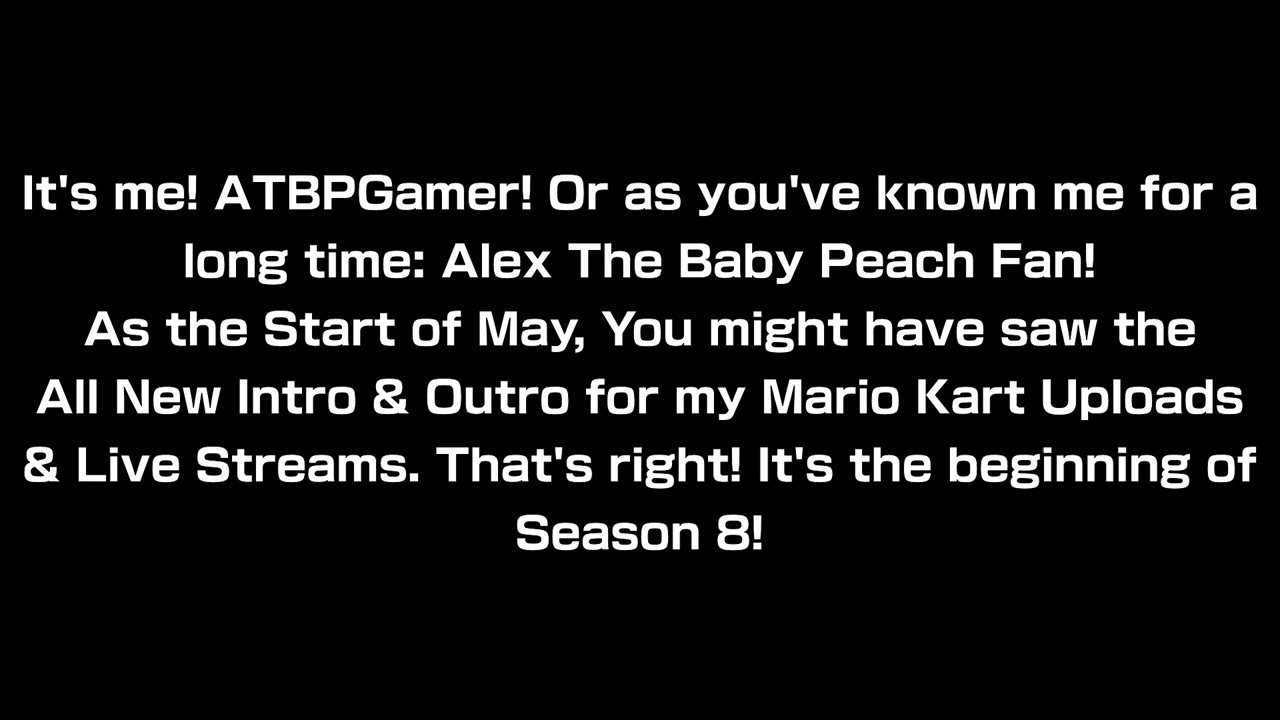 It's me! ATBPGamer! Or as you've known me for a
long time: Alex The Baby Peach Fan!
As the Start of May, You might have saw the
All New Intro & Outro for my Mario Kart Uploads
& Live Streams. That's right! It's the beginning of
Season 8!